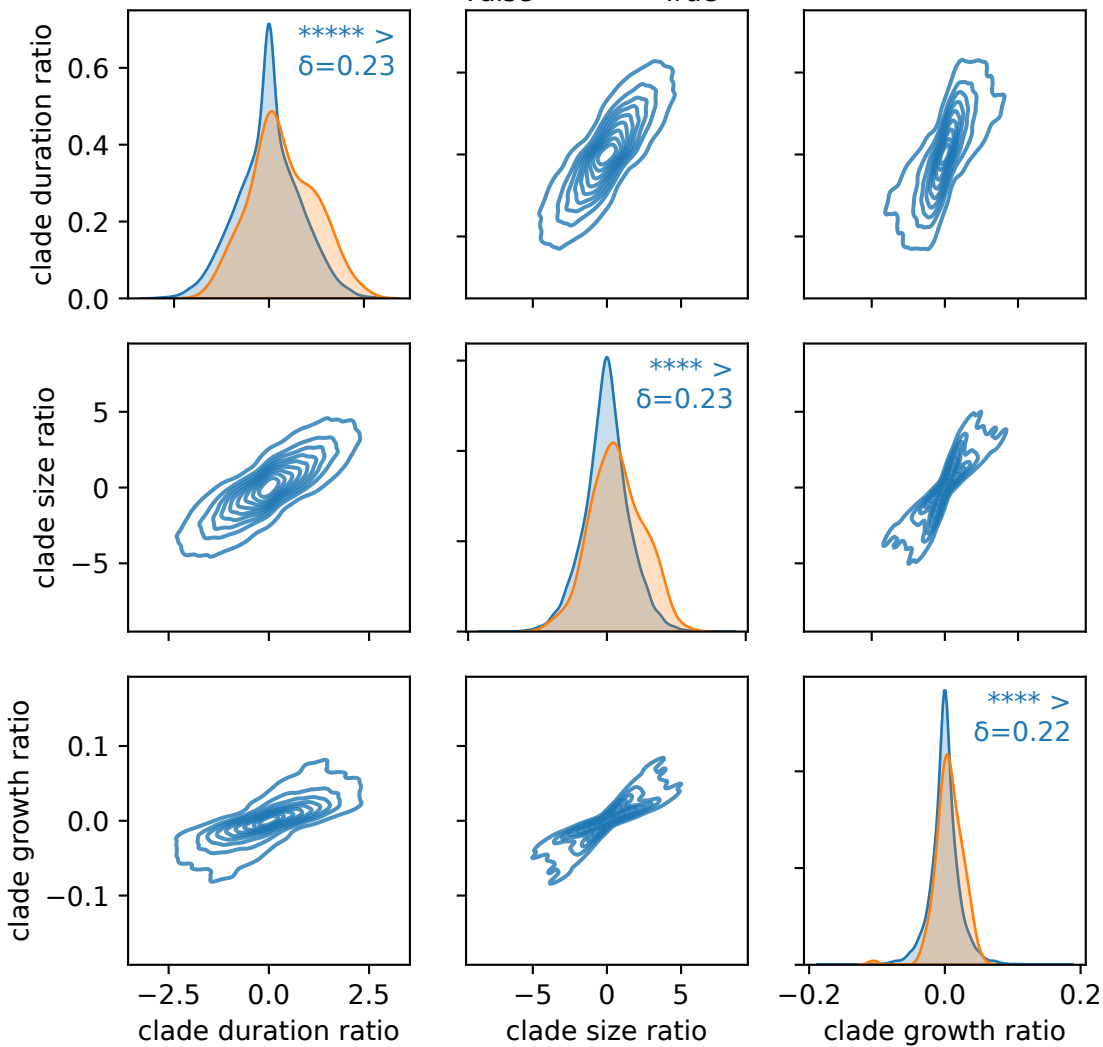 clade duration ratio
0.6
0.4
0.2
0.0
***** >
δ=0.23
clade size ratio
5
0
−5
**** >
δ=0.23
clade growth ratio
0.1
0.0
−0.1
**** >
δ=0.22
−2.5 0.0 2.5
−5 0 5
−0.2 0.0 0.2
clade duration ratio
clade size ratio
clade growth ratio